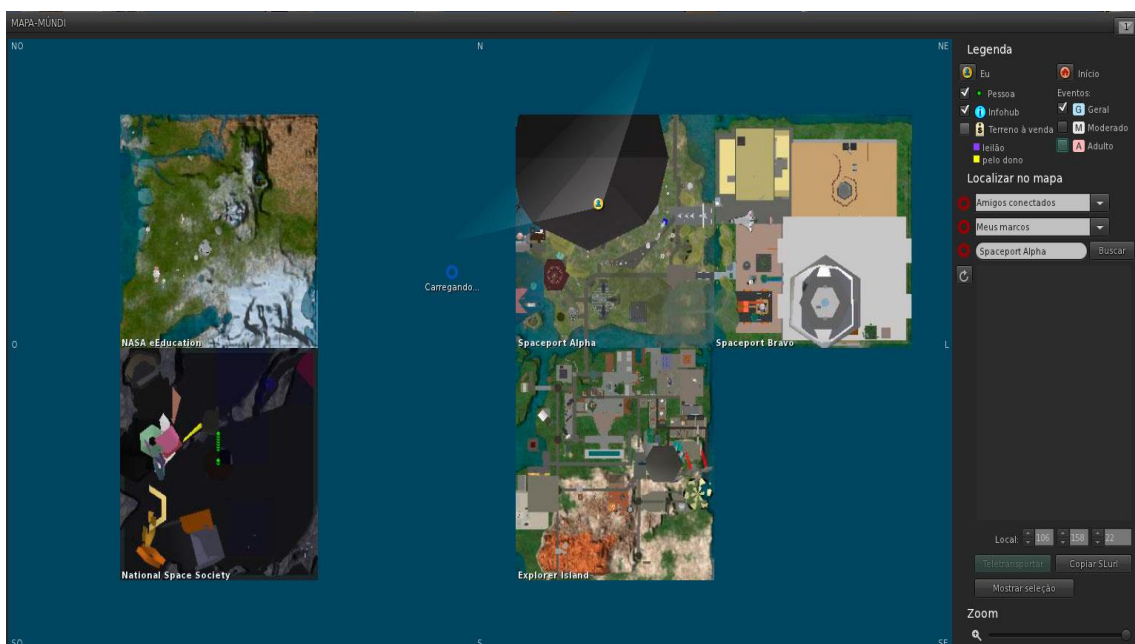 MAPA-MÚNDI
1
NO
N
NE
Legenda
Eu
Início
Pessoa
Eventos:
Infohub
G Geral
Terreno à venda
M Moderado
leilão
A Adulto
pelo dono
Localizar no mapa
Amigos conectados
Meus marcos
Spaceport Alpha
Buscar
Carregando...
O
NASA eEducation
Spaceport Alpha
Spaceport Bravo
L
Local: 106 158 22
Teletransportar
Copiar SLurl
National Space Society
Explorer Island
Mostrar seleção
Zoom
SO
S
SE